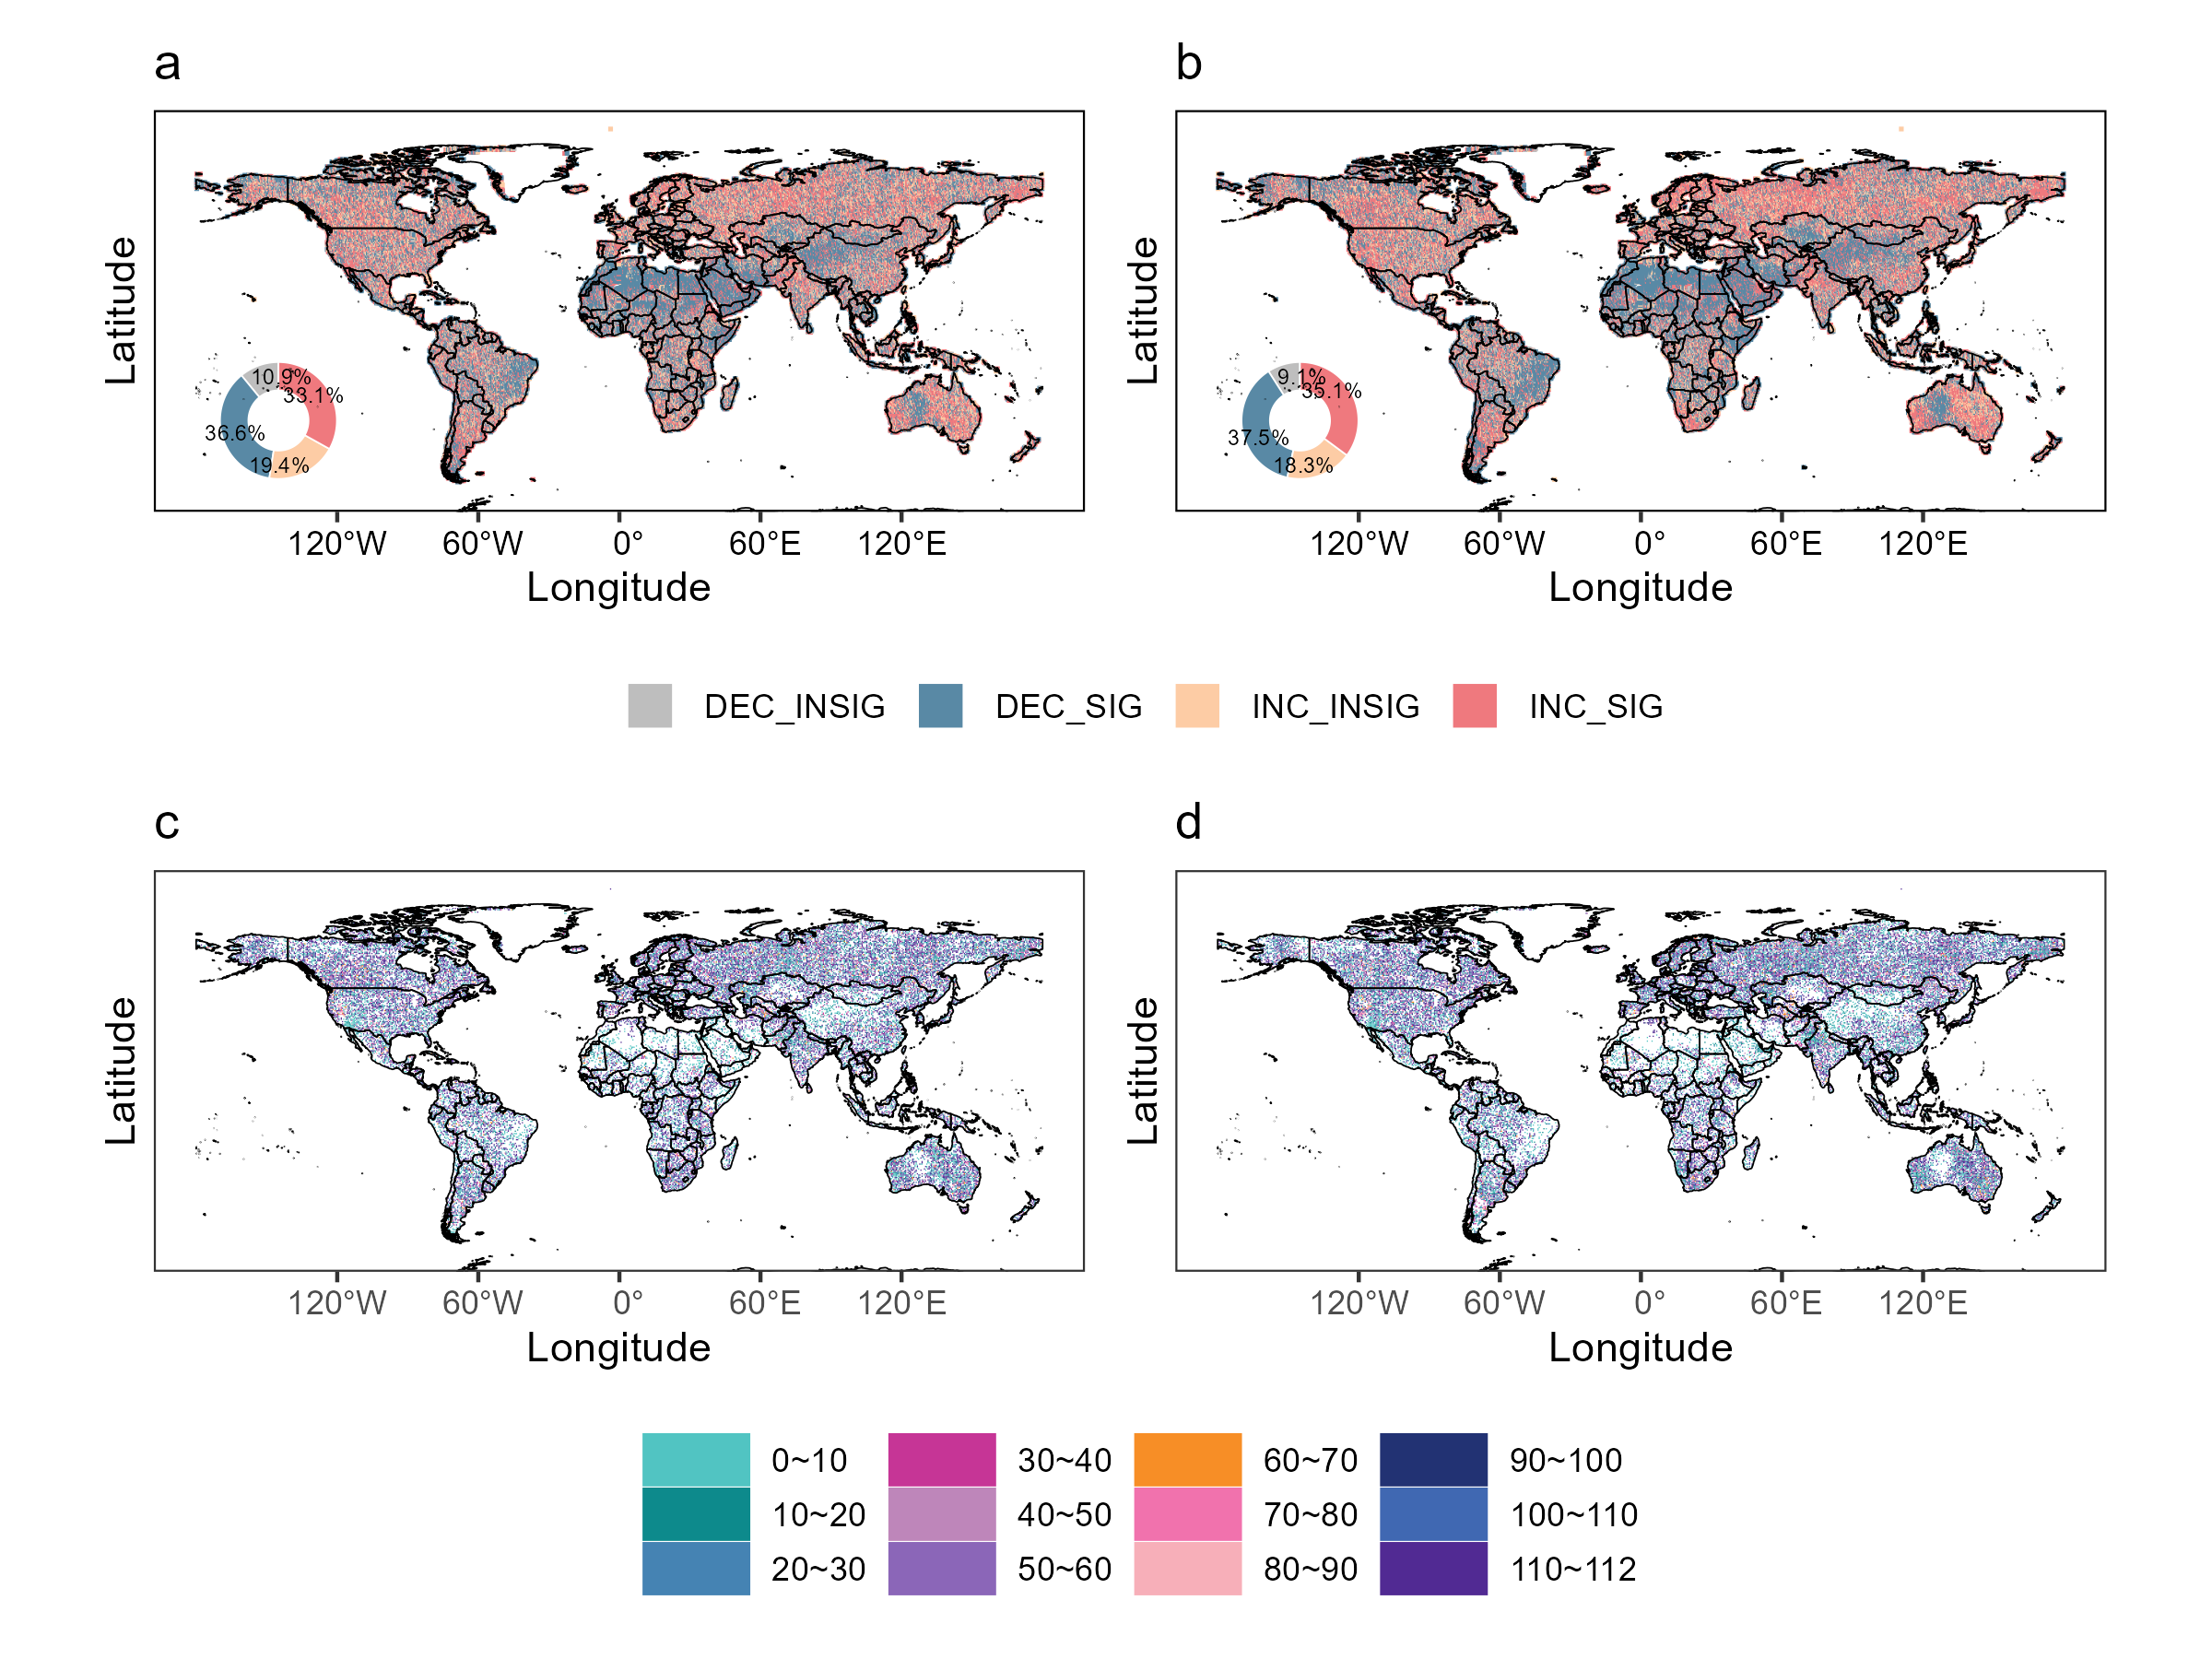 a
b
Latitude
10.9%
33.1%
36.6%
19.4%
120°W 60°W 0° 60°E 120°E
Longitude
Latitude
9.1%
35.1%
37.5%
18.3%
120°W 60°W 0° 60°E 120°E
Longitude
DEC_INSIG DEC_SIG INC_INSIG INC_SIG
c
d
Latitude
120°W 60°W 0° 60°E 120°E
Longitude
Latitude
120°W 60°W 0° 60°E 120°E
Longitude
0~10 30~40 60~70 90~100
10~20 40~50 70~80 100~110
20~30 50~60 80~90 110~112